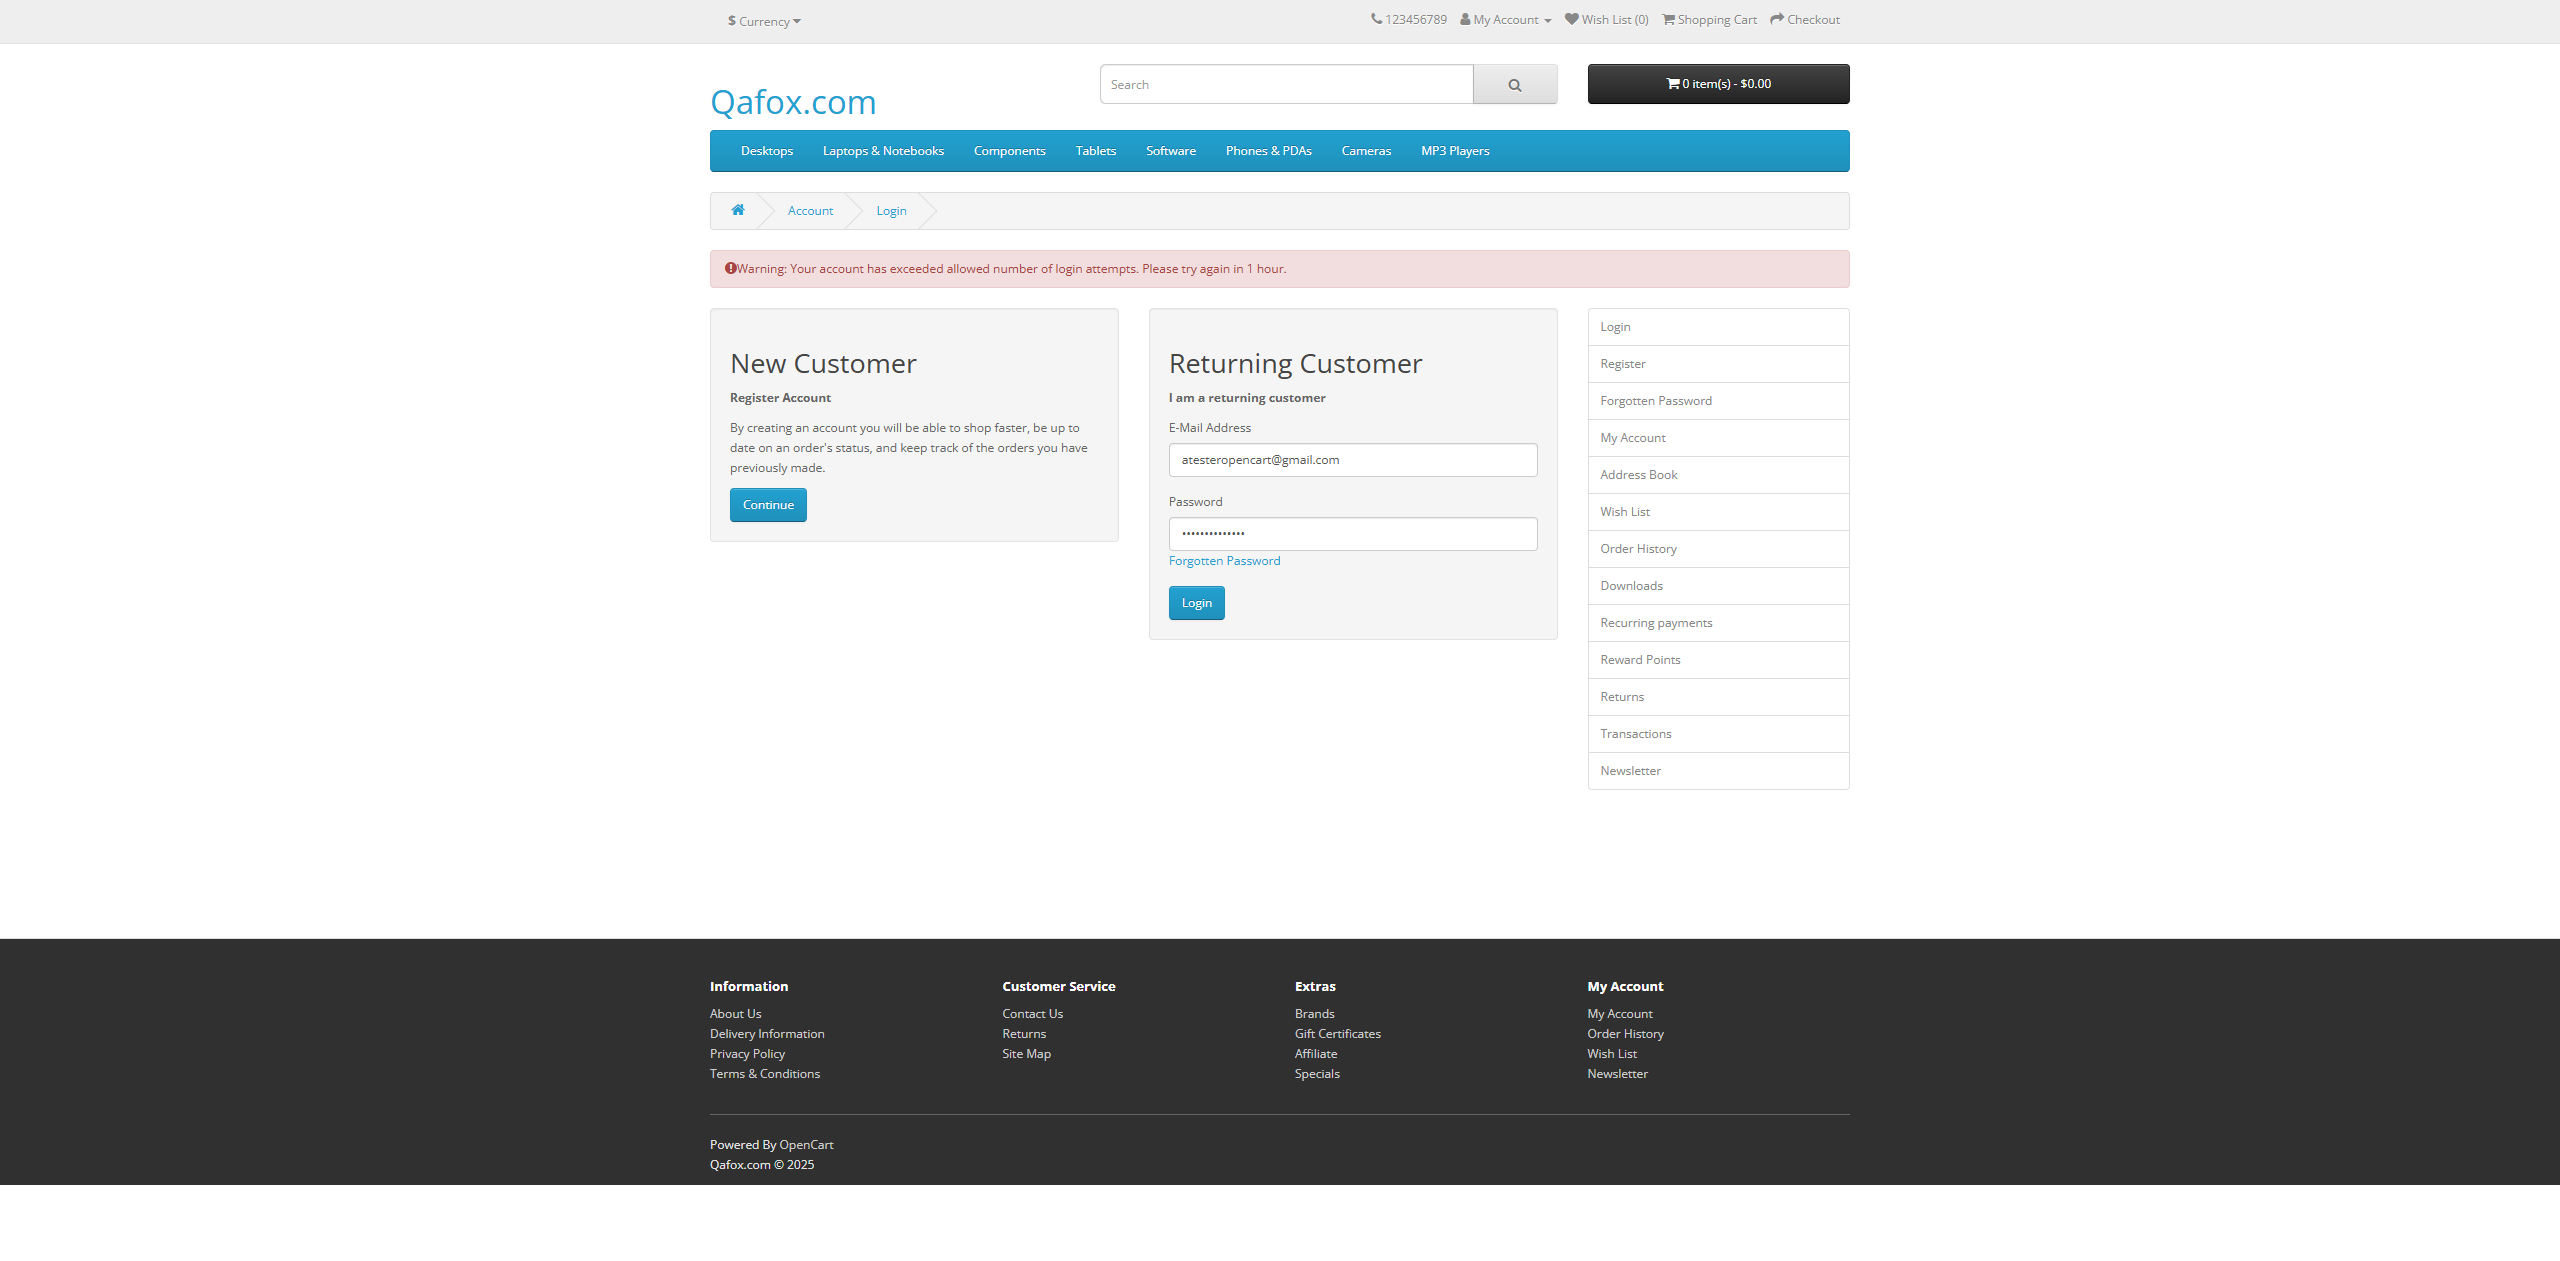 $ Currency
123456789 My Account Wish List (0) Shopping Cart Checkout
Qafox.com
Search
0 item(s) - $0.00
Desktops Laptops & Notebooks Components Tablets Software Phones & PDAs Cameras MP3 Players
Account Login
Warning: Your account has exceeded allowed number of login attempts. Please try again in 1 hour.
New Customer
Register Account
By creating an account you will be able to shop faster, be up to
date on an order's status, and keep track of the orders you have
previously made.
Continue
Returning Customer
I am a returning customer
E-Mail Address
atesteropencart@gmail.com
Password
••••••••••••••
Forgotten Password
Login
Login
Register
Forgotten Password
My Account
Address Book
Wish List
Order History
Downloads
Recurring payments
Reward Points
Returns
Transactions
Newsletter
Information
About Us
Delivery Information
Privacy Policy
Terms & Conditions
Customer Service
Contact Us
Returns
Site Map
Extras
Brands
Gift Certificates
Affiliate
Specials
My Account
My Account
Order History
Wish List
Newsletter
Powered By OpenCart
Qafox.com © 2025